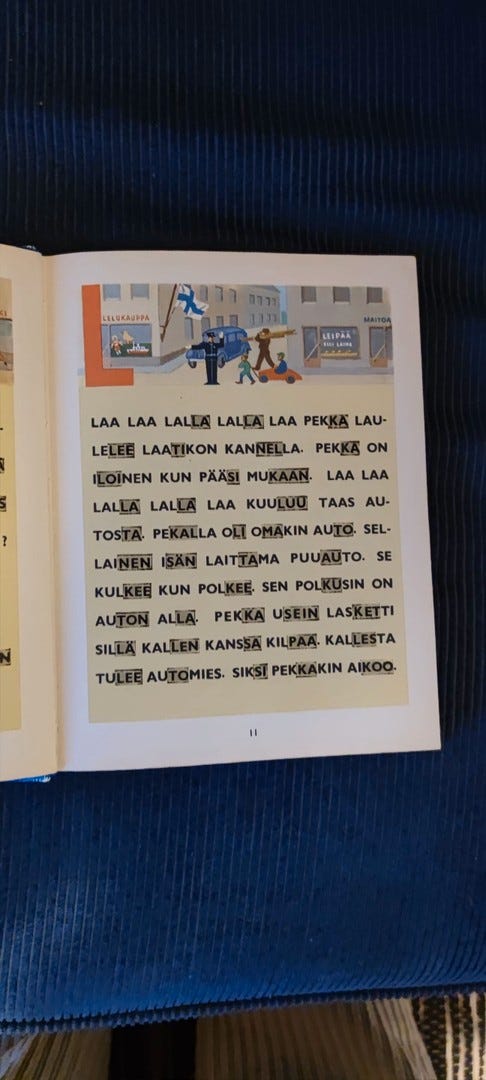 LELUKAUPPA
LEIPÄÄ
MAITOA
L
LAA LAA LALLA LALLA LAA PEKKA LAU-
LELEE LAATIKON KANNELLA. PEKKA ON
ILOINEN KUN PÄÄSI MUKAAN. LAA LAA
LALLA LALLA LAA KUULUU TAAS AU-
TOSTA. PEKALLA OLI OMAKIN AUTO. SEL-
LAINEN ISÄN LAITTAMA PUUAUTO. SE
KULKEE KUN POLKEE. SEN POLKUSIN ON
AUTON ALLA. PEKKA USEIN LASKETTI
SILLÄ KALLEN KANSSA KILPAA. KALLESTA
TULEE AUTOMIES. SIKSI PEKKAKIN AIKOO.
11
?
N